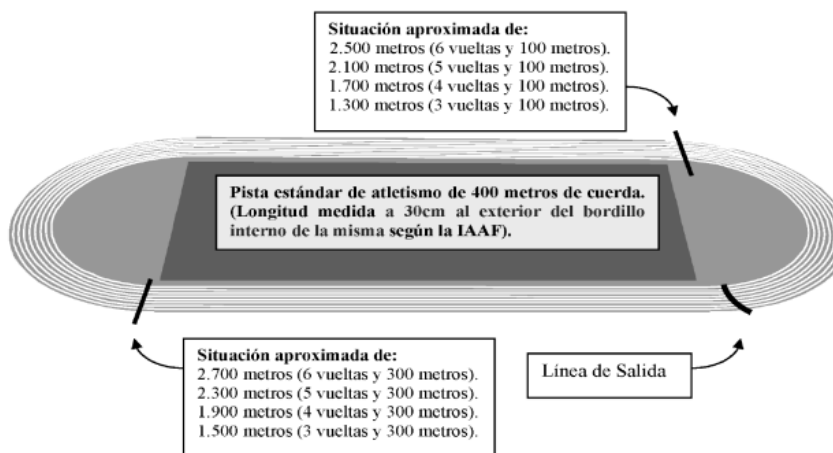 Situación aproximada de:
2.500 metros (6 vueltas y 100 metros).
2.100 metros (5 vueltas y 100 metros).
1.700 metros (4 vueltas y 100 metros).
1.300 metros (3 vueltas y 100 metros).
Pista estándar de atletismo de 400 metros de cuerda.
(Longitud medida a 30cm al exterior del bordillo
interno de la misma según la IAAF).
Situación aproximada de:
2.700 metros (6 vueltas y 300 metros).
2.300 metros (5 vueltas y 300 metros).
1.900 metros (4 vueltas y 300 metros).
1.500 metros (3 vueltas y 300 metros).
Línea de Salida